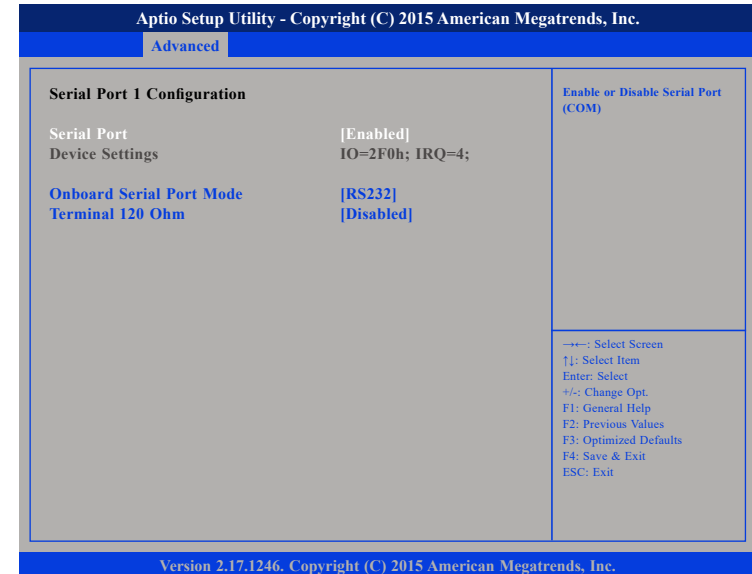 Aptio Setup Utility - Copyright (C) 2015 American Megatrends, Inc.
Advanced
Serial Port 1 Configuration
Serial Port [Enabled]
Device Settings IO=2F0h; IRQ=4;
Onboard Serial Port Mode [RS232]
Terminal 120 Ohm [Disabled]
Enable or Disable Serial Port
(COM)
→←: Select Screen
↑↓: Select Item
Enter: Select
+/-: Change Opt.
F1: General Help
F2: Previous Values
F3: Optimized Defaults
F4: Save & Exit
ESC: Exit
Version 2.17.1246. Copyright (C) 2015 American Megatrends, Inc.